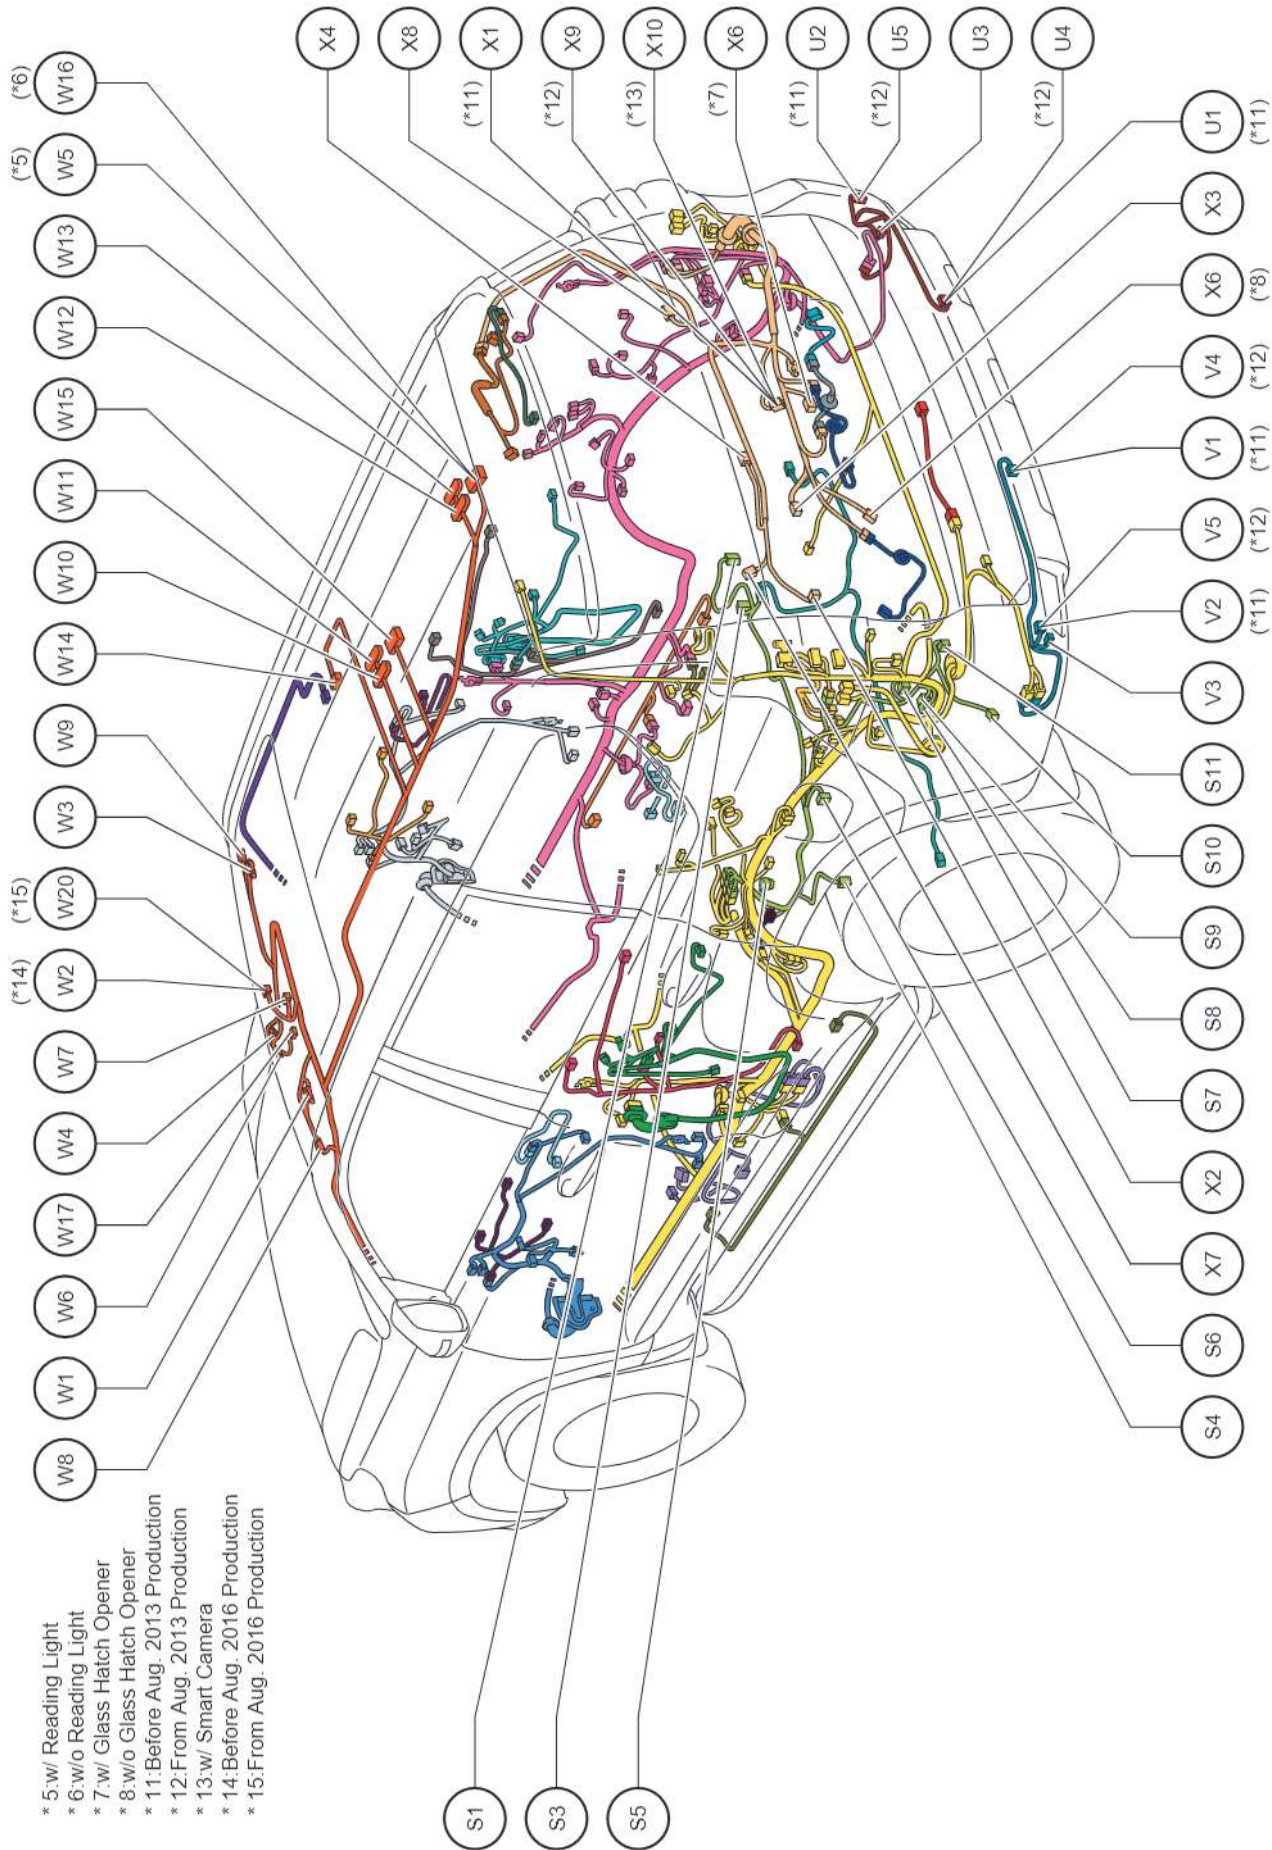 (*6)
W16
(*5)
W5
W13
W12
W15
W11
W10
W14
W9
W3
(*15)
W20
(*14)
W2
W7
W4
W17
W6
W1
W8
X4
X8
(*11)
X1
(*12)
X9
(*13)
X10
(*7)
X6
(*11)
U2
(*12)
U5
U3
(*12)
U4
* 5:w/ Reading Light
* 6:w/o Reading Light
* 7:w/ Glass Hatch Opener
* 8:w/o Glass Hatch Opener
* 11:Before Aug. 2013 Production
* 12:From Aug. 2013 Production
* 13:w/ Smart Camera
* 14:Before Aug. 2016 Production
* 15:From Aug. 2016 Production
S1
S3
S5
S4
S6
X7
X2
S7
S8
S9
S10
S11
V3
V2
(*11)
V5
(*12)
V1
(*11)
V4
(*12)
X6
(*8)
X3
U1
(*11)